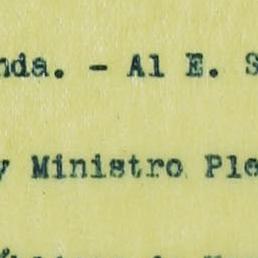 nda. - Al E. S
y Ministro Ple